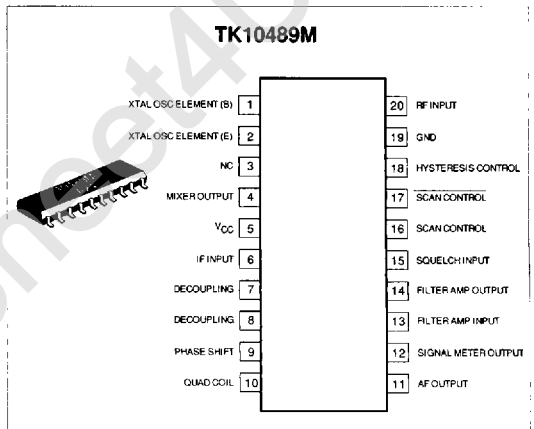 TK10489M
XTAL OSC ELEMENT (B) 1
XTAL OSC ELEMENT (E) 2
NC 3
MIXER OUTPUT 4
VCC 5
IF INPUT 6
DECOUPLING 7
DECOUPLING 8
PHASE SHIFT 9
QUAD COIL 10
20 RF INPUT
19 GND
18 HYSTERESIS CONTROL
17 SCAN CONTROL
16 SCAN CONTROL
15 SQUELCH INPUT
14 FILTER AMP OUTPUT
13 FILTER AMP INPUT
12 SIGNAL METER OUTPUT
11 AF OUTPUT